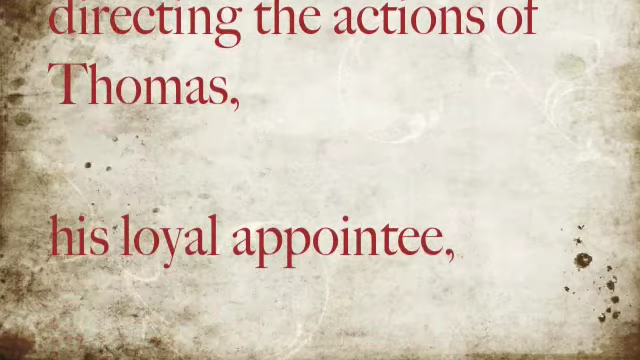 directing the actions of
Thomas,
his loyal appointee,